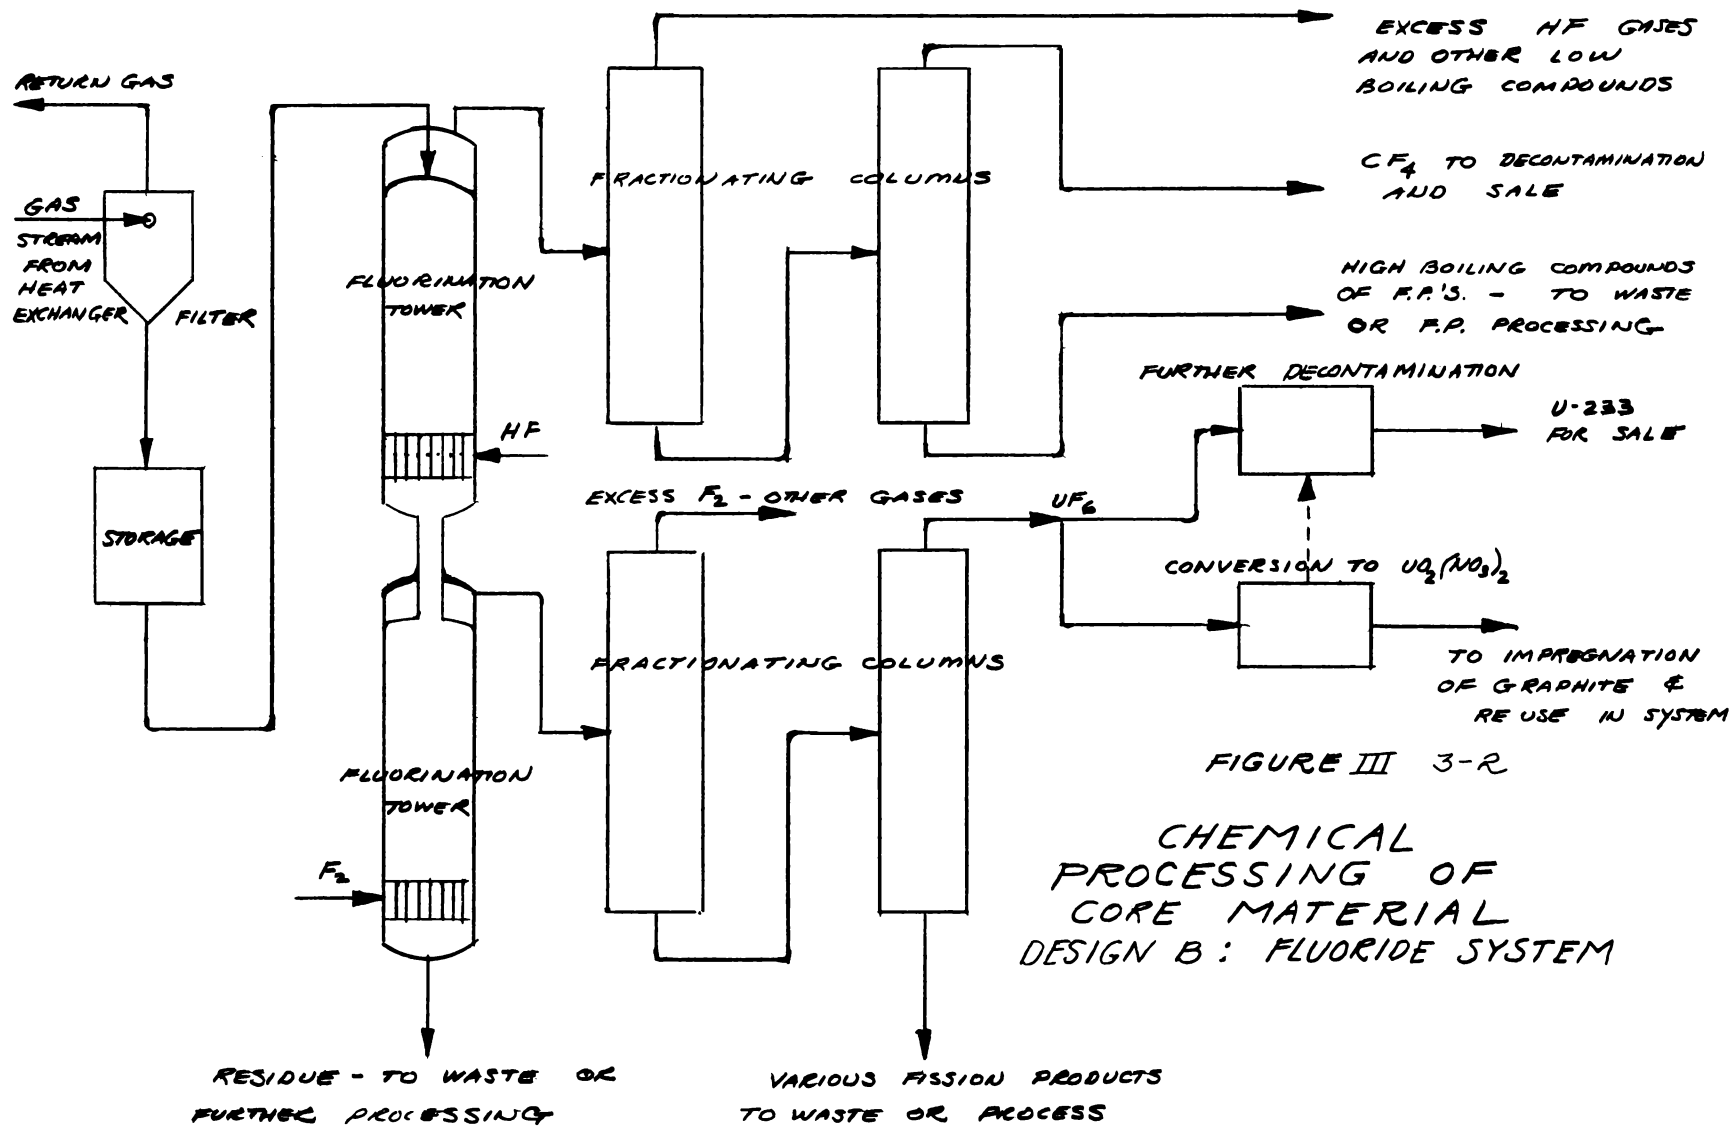 EXCESS HF GASES
AND OTHER LOW
BOILING COMPOUNDS
RETURN GAS
CF4 TO DECONTAMINATION
AND SALE
FRACTIONATING COLUMNS
GAS
STREAM
FROM
HEAT
EXCHANGER
FILTER
FLUORINATION
TOWER
HIGH BOILING COMPOUNDS
OF F.P.'S. - TO WASTE
OR F.P. PROCESSING
FURTHER DECONTAMINATION
U-233
FOR SALE
HF
EXCESS F2 - OTHER GASES
UF6
STORAGE
CONVERSION TO UO2(NO3)2
FRACTIONATING COLUMNS
TO IMPREGNATION
OF GRAPHITE &
RE USE IN SYSTEM
FLUORINATION
TOWER
F2
FIGURE III 3-2
CHEMICAL
PROCESSING OF
CORE MATERIAL
DESIGN B: FLUORIDE SYSTEM
RESIDUE - TO WASTE OR
FURTHER PROCESSING
VARIOUS FISSION PRODUCTS
TO WASTE OR PROCESS